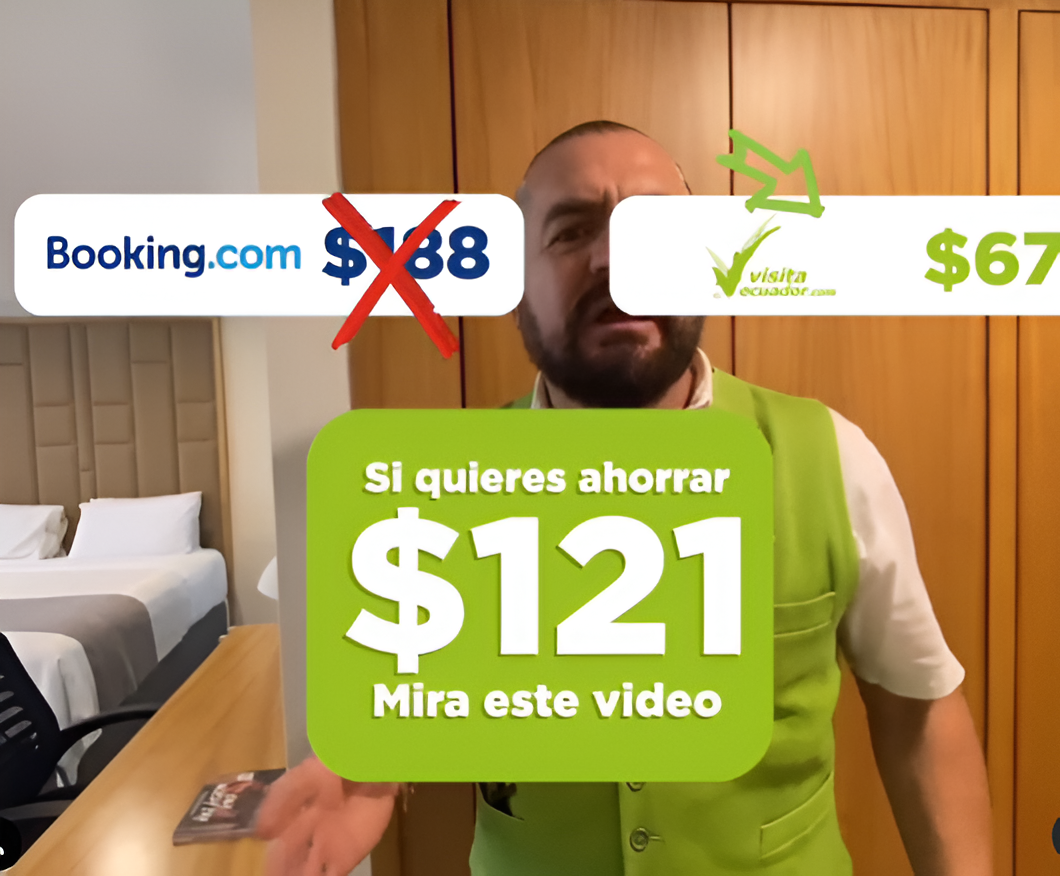 Booking.com $188
visita
ecuador.com
$67
Si quieres ahorrar
$121
Mira este video